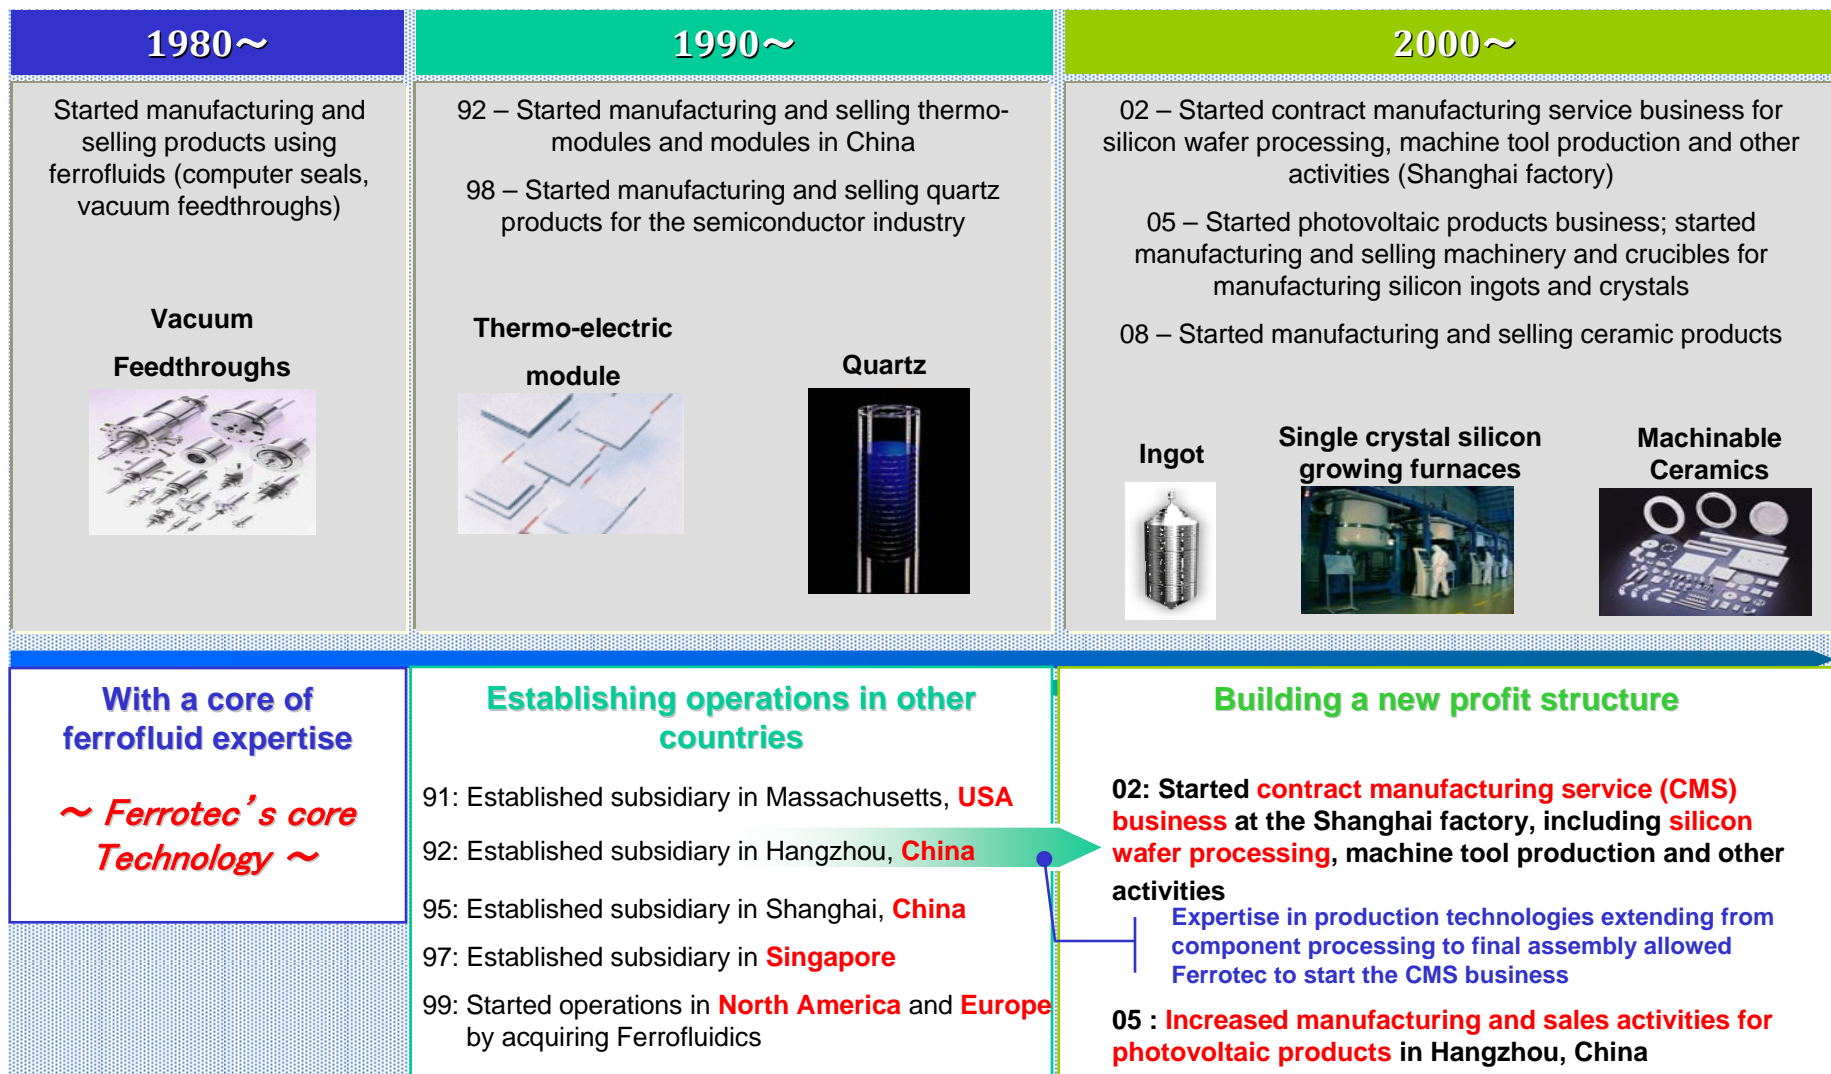 1980～
Started manufacturing and
selling products using
ferrofluids (computer seals,
vacuum feedthroughs)
Vacuum
Feedthroughs
1990～
92 – Started manufacturing and selling thermo-
modules and modules in China
98 – Started manufacturing and selling quartz
products for the semiconductor industry
Thermo-electric
module
Quartz
2000～
02 – Started contract manufacturing service business for
silicon wafer processing, machine tool production and other
activities (Shanghai factory)
05 – Started photovoltaic products business; started
manufacturing and selling machinery and crucibles for
manufacturing silicon ingots and crystals
08 – Started manufacturing and selling ceramic products
Ingot
Single crystal silicon
growing furnaces
Machinable
Ceramics
With a core of
ferrofluid expertise
～ Ferrotec’s core
Technology ～
Establishing operations in other
countries
91: Established subsidiary in Massachusetts, USA
92: Established subsidiary in Hangzhou, China
95: Established subsidiary in Shanghai, China
97: Established subsidiary in Singapore
99: Started operations in North America and Europe
by acquiring Ferrofluidics
Building a new profit structure
02: Started contract manufacturing service (CMS)
business at the Shanghai factory, including silicon
wafer processing, machine tool production and other
activities
Expertise in production technologies extending from
component processing to final assembly allowed
Ferrotec to start the CMS business
05 : Increased manufacturing and sales activities for
photovoltaic products in Hangzhou, China